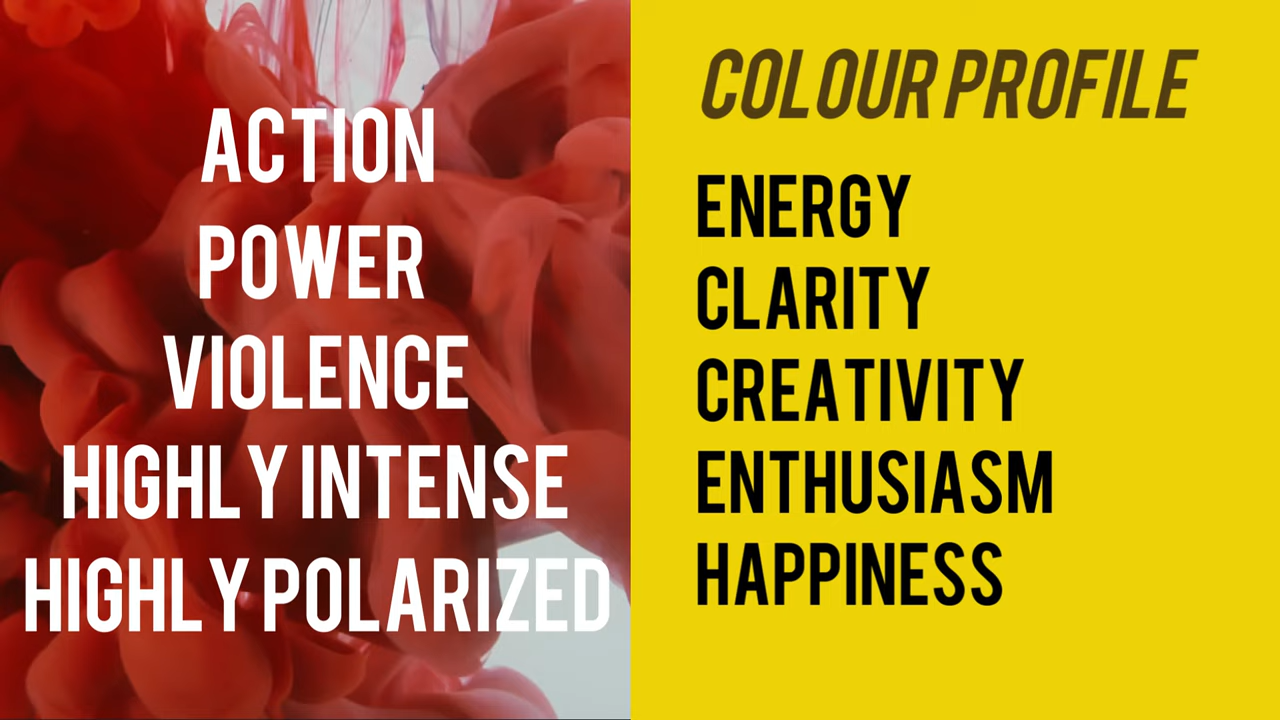 ACTION
POWER
VIOLENCE
HIGHLY INTENSE
HIGHLY POLARIZED
COLOUR PROFILE
ENERGY
CLARITY
CREATIVITY
ENTHUSIASM
HAPPINESS